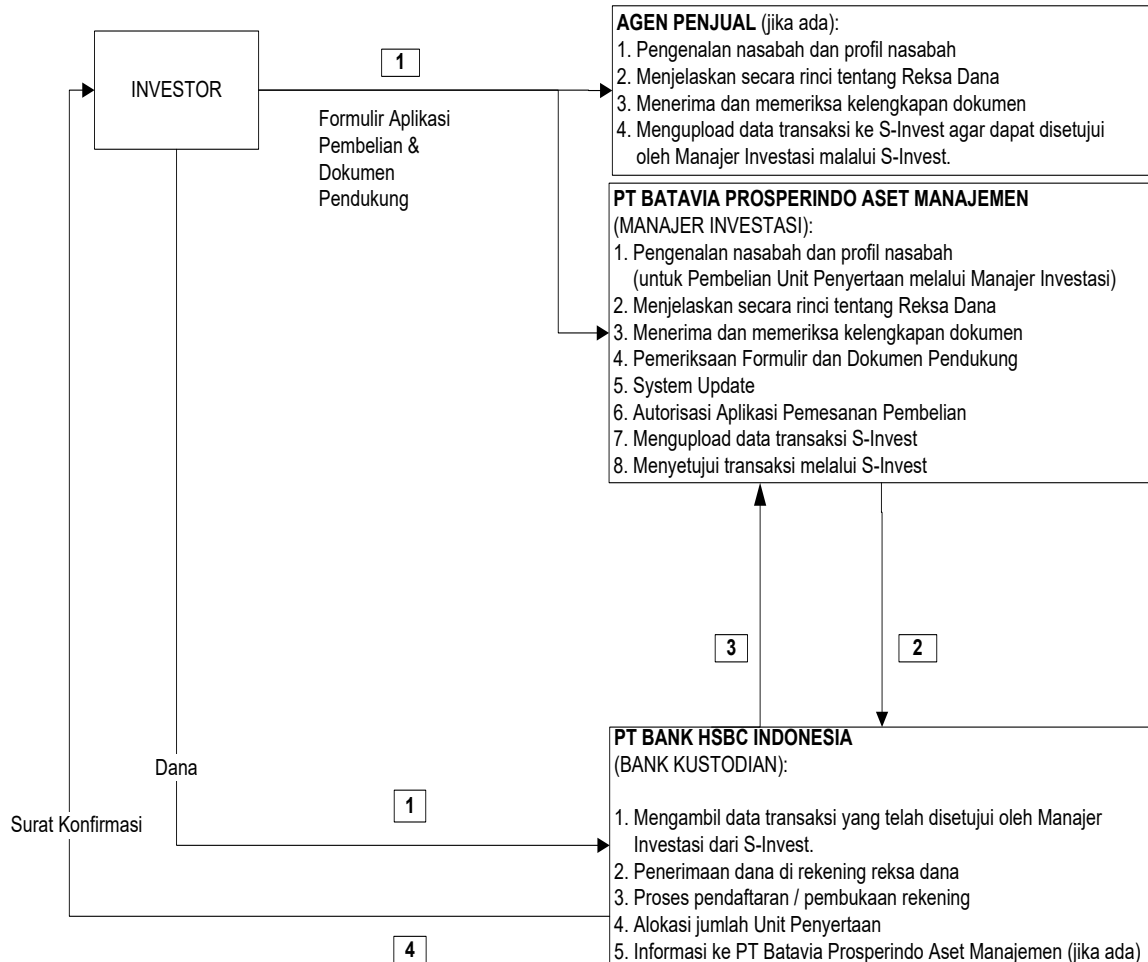 INVESTOR
1
Formulir Aplikasi
Pembelian &
Dokumen
Pendukung
AGEN PENJUAL (jika ada):
1. Pengenalan nasabah dan profil nasabah
2. Menjelaskan secara rinci tentang Reksa Dana
3. Menerima dan memeriksa kelengkapan dokumen
4. Mengupload data transaksi ke S-Invest agar dapat disetujui
oleh Manajer Investasi malalui S-Invest.
PT BATAVIA PROSPERINDO ASET MANAJEMEN
(MANAJER INVESTASI):
1. Pengenalan nasabah dan profil nasabah
(untuk Pembelian Unit Penyertaan melalui Manajer Investasi)
2. Menjelaskan secara rinci tentang Reksa Dana
3. Menerima dan memeriksa kelengkapan dokumen
4. Pemeriksaan Formulir dan Dokumen Pendukung
5. System Update
6. Autorisasi Aplikasi Pemesanan Pembelian
7. Mengupload data transaksi S-Invest
8. Menyetujui transaksi melalui S-Invest
3
2
Dana
1
Surat Konfirmasi
4
PT BANK HSBC INDONESIA
(BANK KUSTODIAN):
1. Mengambil data transaksi yang telah disetujui oleh Manajer
Investasi dari S-Invest.
2. Penerimaan dana di rekening reksa dana
3. Proses pendaftaran / pembukaan rekening
4. Alokasi jumlah Unit Penyertaan
5. Informasi ke PT Batavia Prosperindo Aset Manajemen (jika ada)